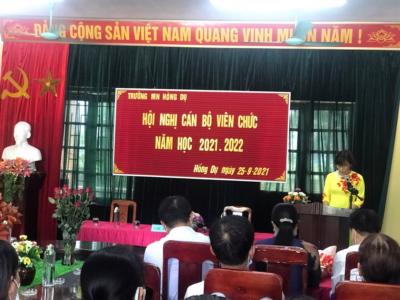 ĐẢNG CỘNG SẢN VIỆT NAM QUANG VINH MUÔN NĂM
TRƯỜNG MN HỒNG DỤ
HỘI NGHỊ CÁN BỘ VIÊN CHỨC
NĂM HỌC 2021.2022
Hồng Dụ ngày 25-9-2021